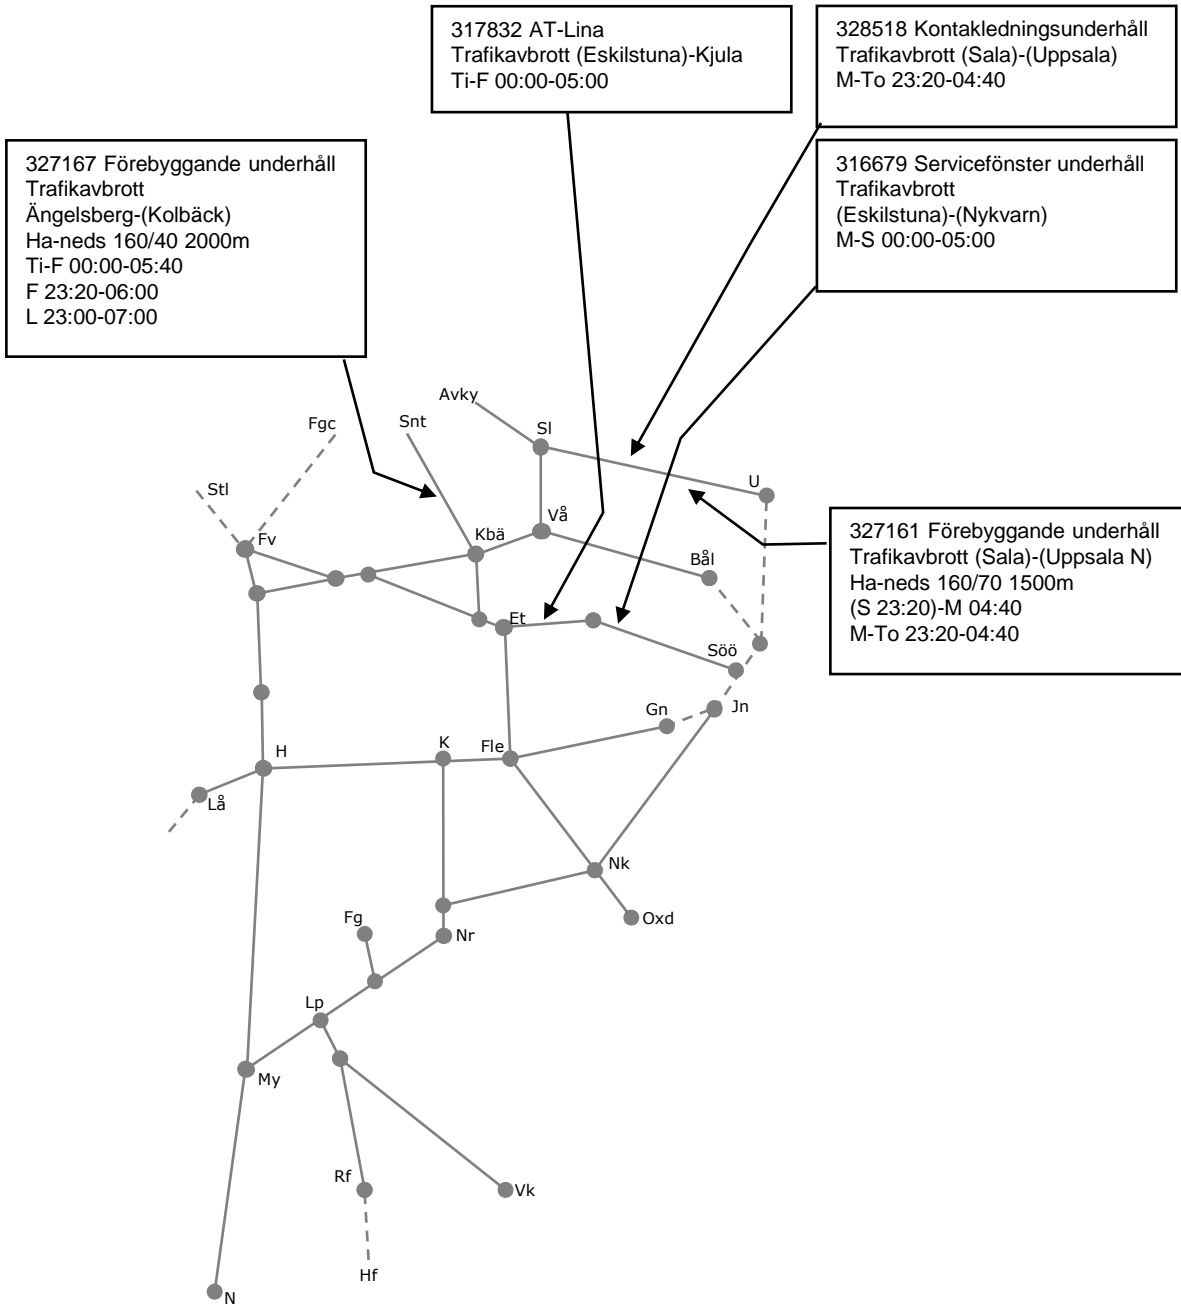 317832 AT-Lina
Trafikavbrott (Eskilstuna)-Kjula
Ti-F 00:00-05:00
328518 Kontakledningsunderhåll
Trafikavbrott (Sala)-(Uppsala)
M-To 23:20-04:40
327167 Förebyggande underhåll
Trafikavbrott
Ängelsberg-(Kolbäck)
Ha-neds 160/40 2000m
Ti-F 00:00-05:40
F 23:20-06:00
L 23:00-07:00
316679 Servicefönster underhåll
Trafikavbrott
(Eskilstuna)-(Nykvarn)
M-S 00:00-05:00
Avky
Snt
Fgc
Sl
U
Stl
Vå
Fv
Kbä
Bål
327161 Förebyggande underhåll
Trafikavbrott (Sala)-(Uppsala N)
Ha-neds 160/70 1500m
(S 23:20)-M 04:40
M-To 23:20-04:40
Et
Söö
Gn
Jn
H
K
Fle
Lå
Nk
Fg
Oxd
Nr
Lp
My
Rf
Vk
Hf
N